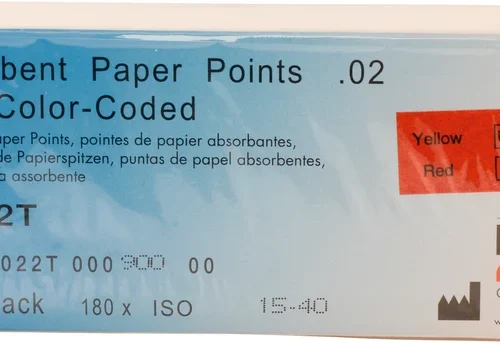 bent Paper Points .02
Color-Coded
per Points, pointes de papier absorbantes,
de Papierspitzen, puntas de papel absorbentes,
a assorbente
Yellow
Red
2T
022T 000 900 00
ack 180 x ISO 15-40